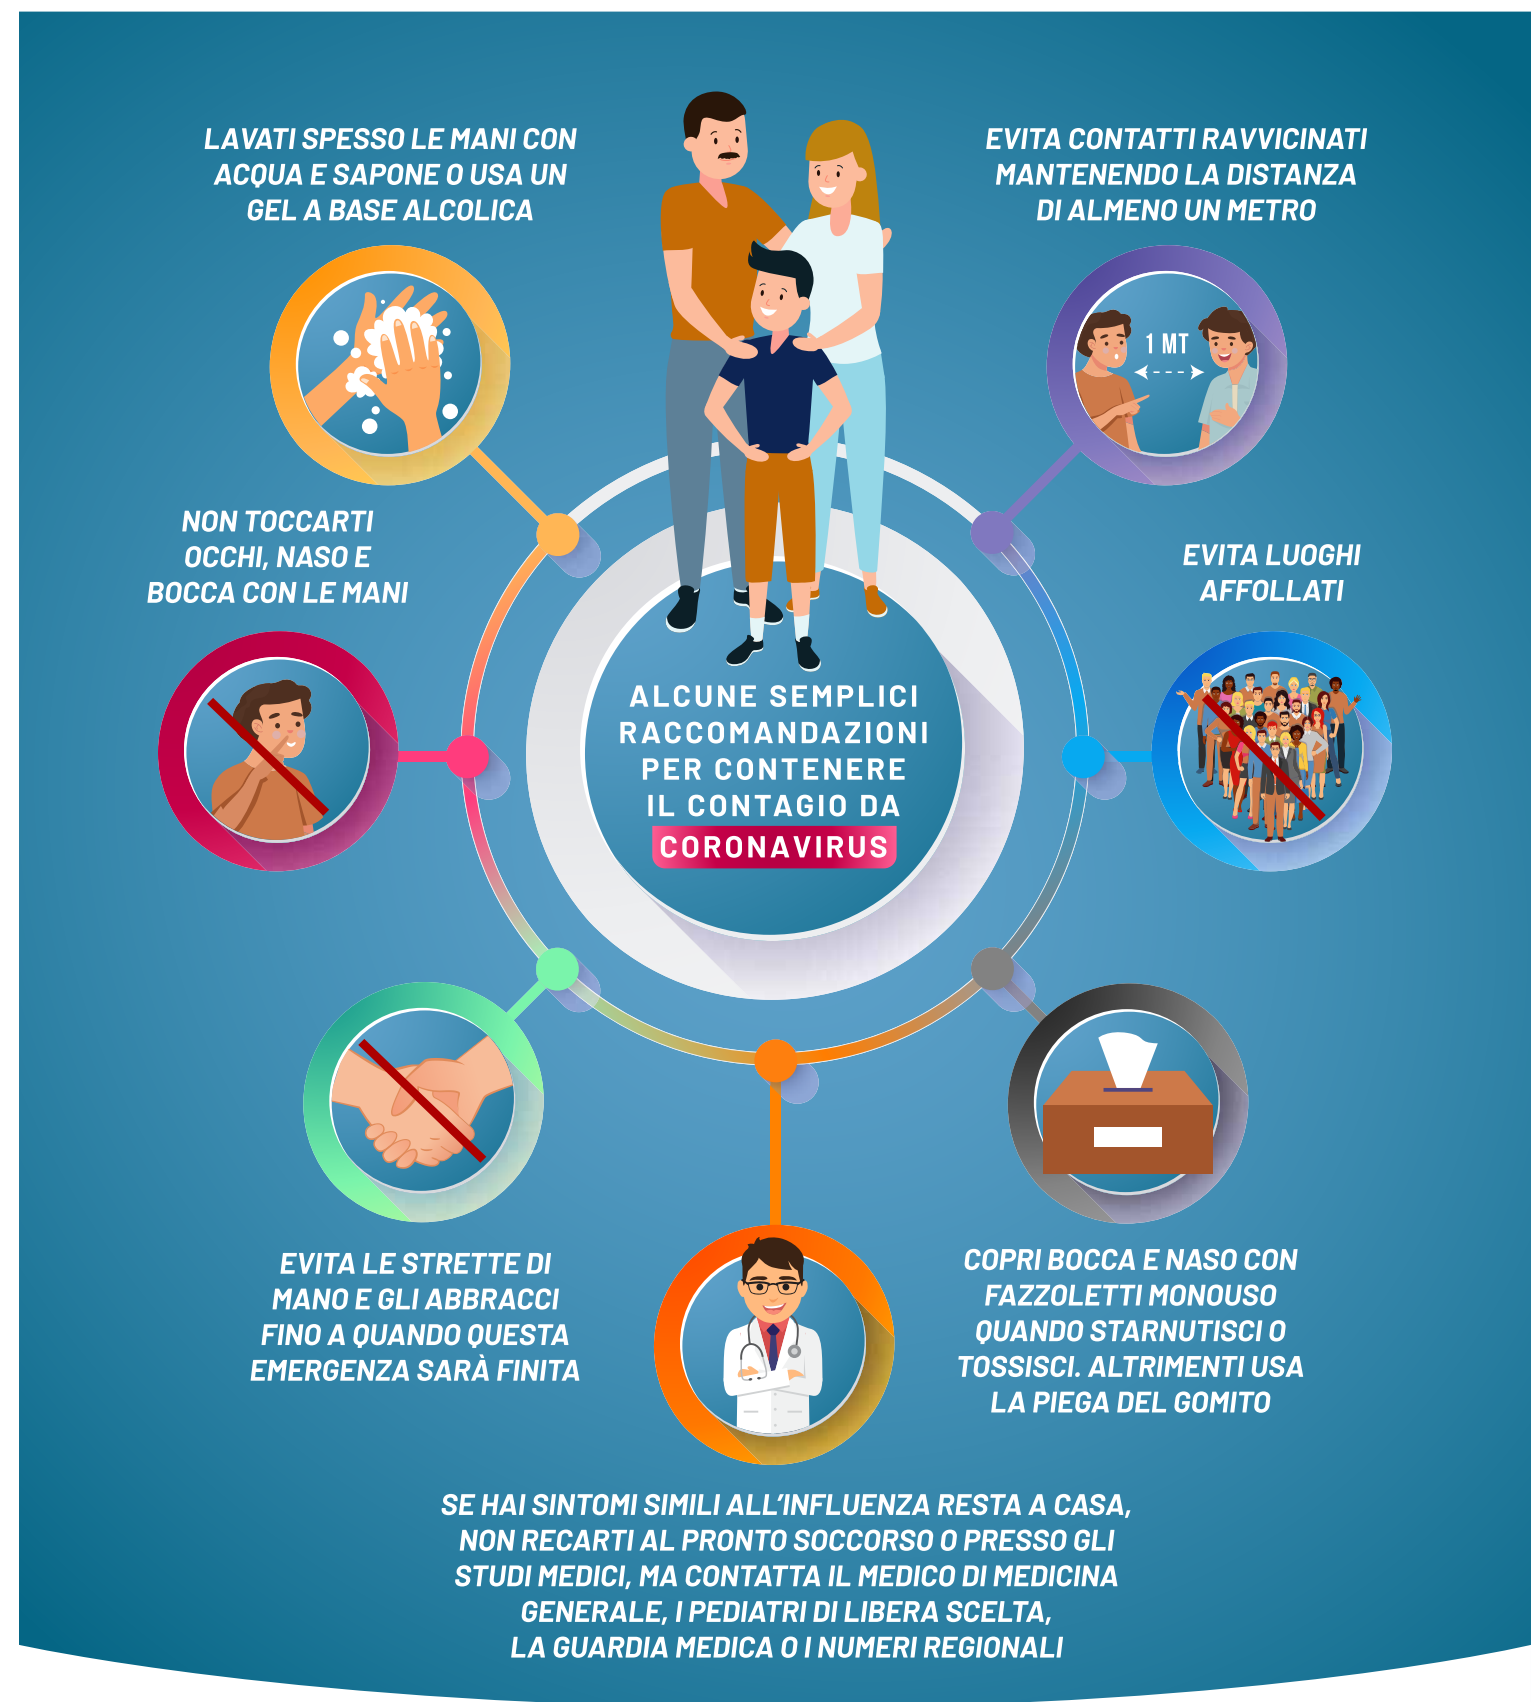 LAVATI SPESSO LE MANI CON
ACQUA E SAPONE O USA UN
GEL A BASE ALCOLICA
EVITA CONTATTI RAVVICINATI
MANTENENDO LA DISTANZA
DI ALMENO UN METRO
1 MT
NON TOCCARTI
OCCHI, NASO E
BOCCA CON LE MANI
EVITA LUOGHI
AFFOLLATI
ALCUNE SEMPLICI
RACCOMANDAZIONI
PER CONTENERE
IL CONTAGIO DA
CORONAVIRUS
EVITA LE STRETTE DI
MANO E GLI ABBRACCI
FINO A QUANDO QUESTA
EMERGENZA SARÀ FINITA
COPRI BOCCA E NASO CON
FAZZOLETTI MONOUSO
QUANDO STARNUTISCI O
TOSSISCI. ALTRIMENTI USA
LA PIEGA DEL GOMITO
SE HAI SINTOMI SIMILI ALL'INFLUENZA RESTA A CASA,
NON RECARTI AL PRONTO SOCCORSO O PRESSO GLI
STUDI MEDICI, MA CONTATTA IL MEDICO DI MEDICINA
GENERALE, I PEDIATRI DI LIBERA SCELTA,
LA GUARDIA MEDICA O I NUMERI REGIONALI